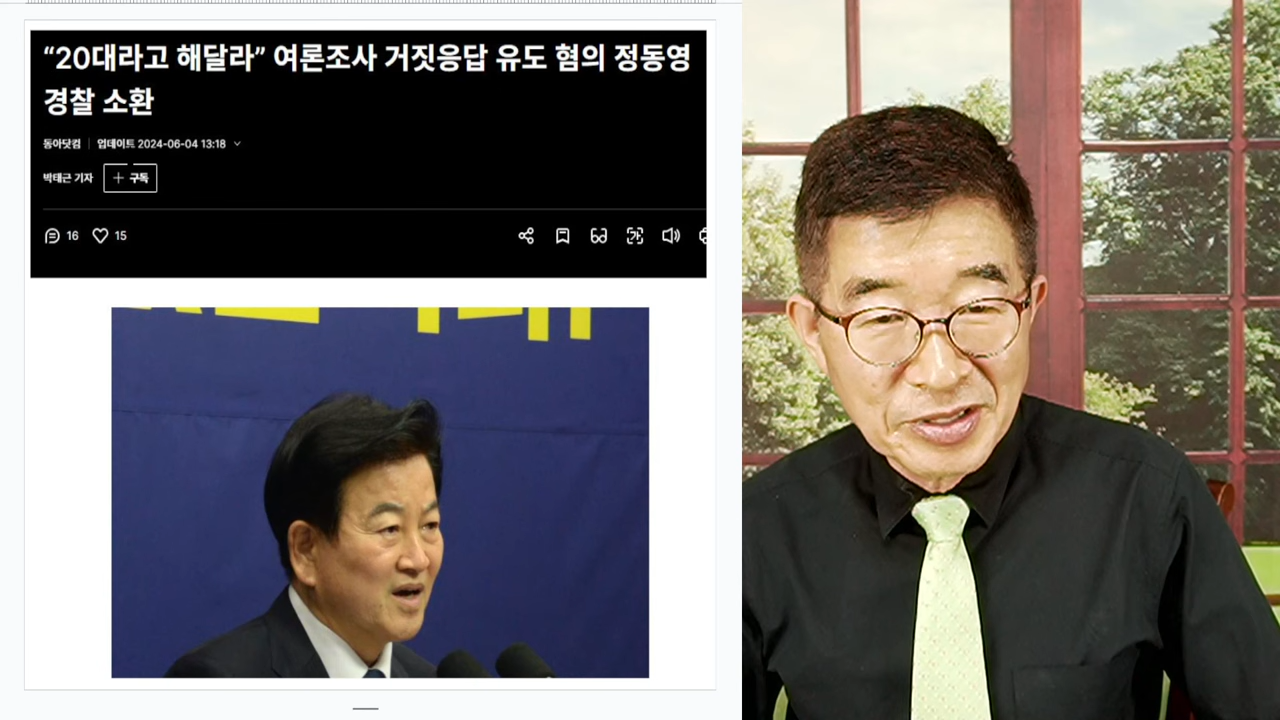 “20대라고 해달라” 여론조사 거짓응답 유도 혐의 정동영
경찰 소환
동아닷컴 업데이트 2024-06-04 13:18
박태근 기자 + 구독
16 15